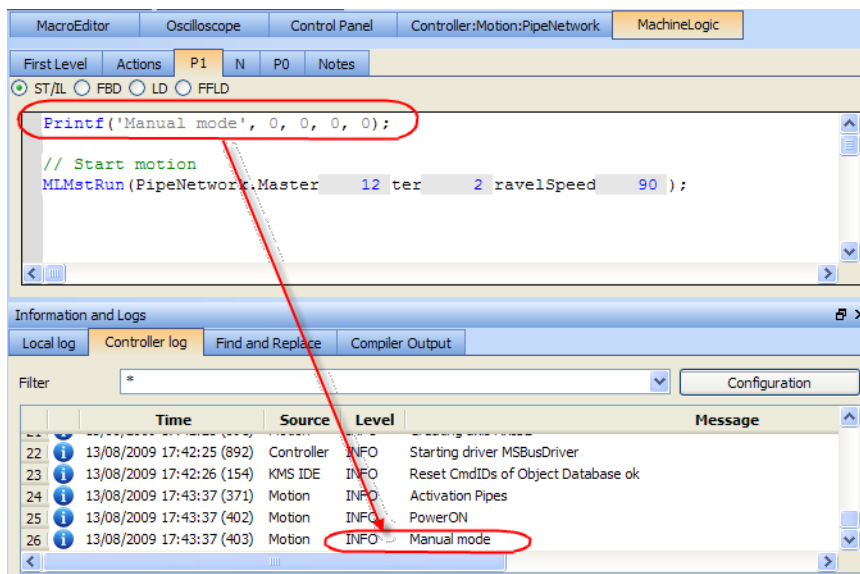 MacroEditor Oscilloscope Control Panel Controller:Motion:PipeNetwork MachineLogic
First Level Actions P1 N P0 Notes
ST/IL FBD LD FFLD
Printf('Manual mode', 0, 0, 0, 0);
// Start motion
MLMstRun(PipeNetwork.Master 12 ter 2 ravelSpeed 90 );
Information and Logs
Local log Controller log Find and Replace Compiler Output
Filter * Configuration
Time Source Level Message
22 13/08/2009 17:42:25 (892) Controller INFO Starting driver MSBusDriver
23 13/08/2009 17:42:26 (154) KMS IDE INFO Reset CmdIDs of Object Database ok
24 13/08/2009 17:43:37 (371) Motion INFO Activation Pipes
25 13/08/2009 17:43:37 (402) Motion INFO PowerON
26 13/08/2009 17:43:37 (403) Motion INFO Manual mode